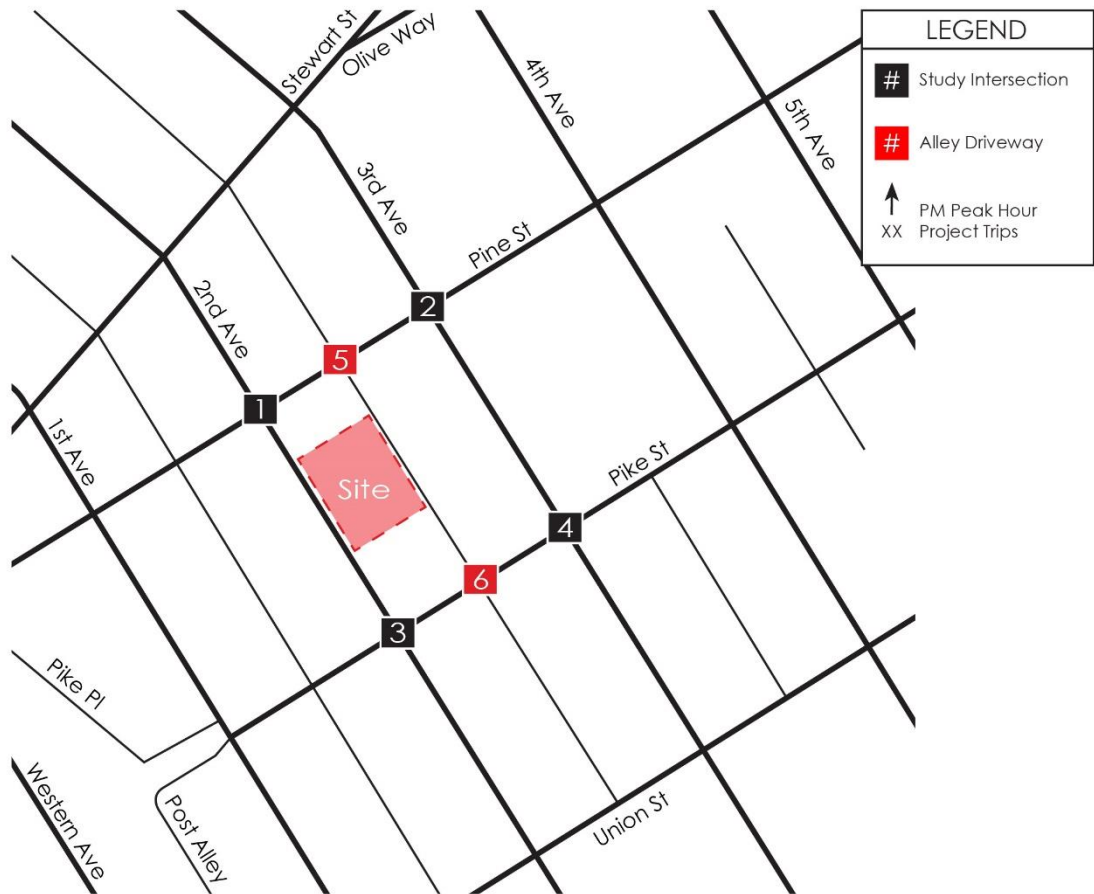 Stewart St
Olive Way
4th Ave
5th Ave
3rd Ave
Pine St
2nd Ave
2
5
1
1st Ave
Site
Pike St
4
6
3
Pike Pl
Western Ave
Post Alley
Union St
LEGEND
# Study Intersection
# Alley Driveway
XX PM Peak Hour
Project Trips